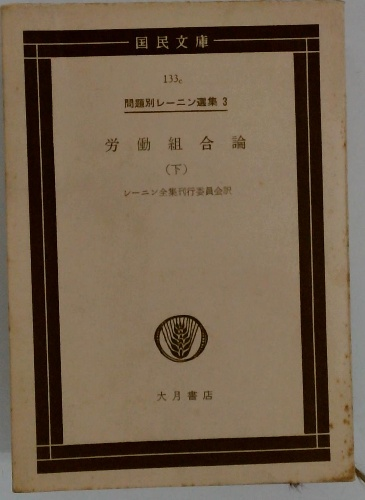 国民文庫
133c
問題別レーニン選集 3
労働組合論
(下)
レーニン全集刊行委員会訳
大月書店